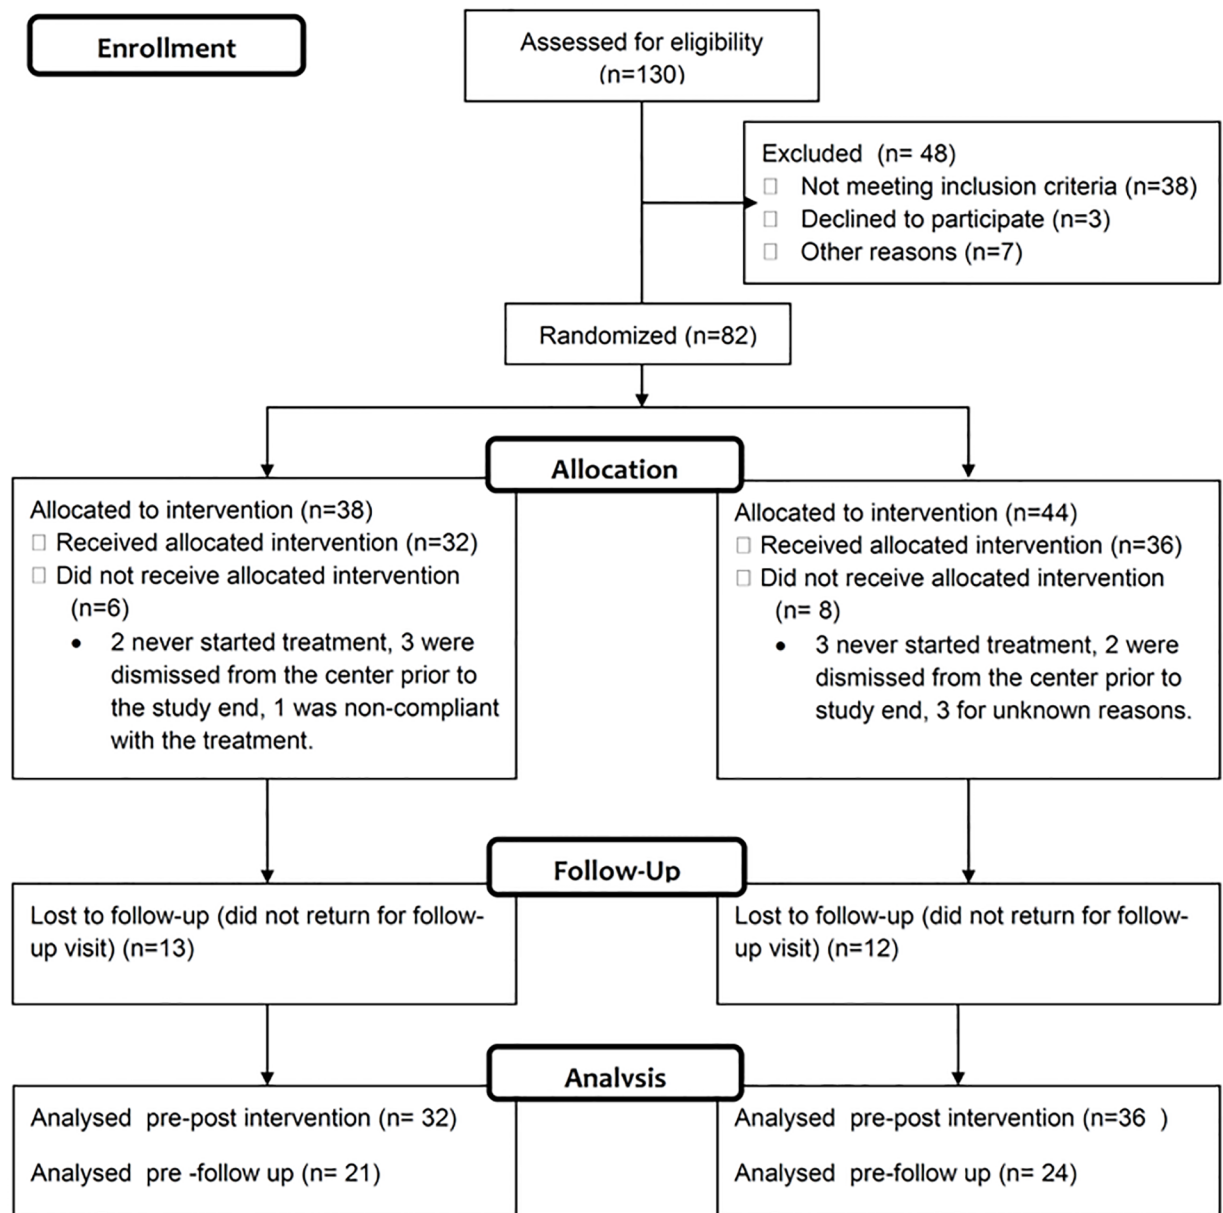 Enrollment
Assessed for eligibility
(n=130)
Excluded (n= 48)
Not meeting inclusion criteria (n=38)
Declined to participate (n=3)
Other reasons (n=7)
Randomized (n=82)
Allocation
Allocated to intervention (n=38)
Received allocated intervention (n=32)
Did not receive allocated intervention
(n=6)
• 2 never started treatment, 3 were
dismissed from the center prior to
the study end, 1 was non-compliant
with the treatment.
Allocated to intervention (n=44)
Received allocated intervention (n=36)
Did not receive allocated intervention
(n= 8)
• 3 never started treatment, 2 were
dismissed from the center prior to
study end, 3 for unknown reasons.
Follow-Up
Lost to follow-up (did not return for follow-
up visit) (n=13)
Lost to follow-up (did not return for follow-
up visit) (n=12)
Analysis
Analysed pre-post intervention (n= 32)
Analysed pre -follow up (n= 21)
Analysed pre-post intervention (n=36 )
Analysed pre-follow up (n= 24)